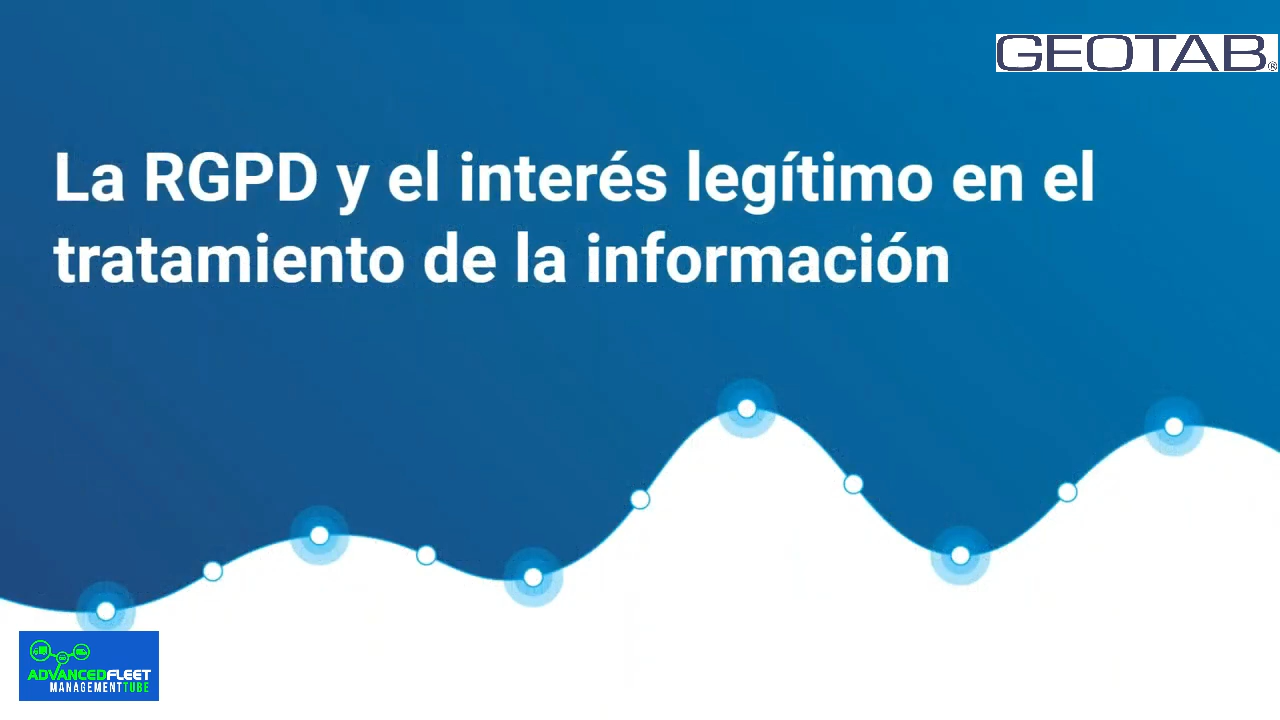 GEOTAB®
La RGPD y el interés legítimo en el
tratamiento de la información
ADVANCEDFLEET
MANAGEMENTTUBE